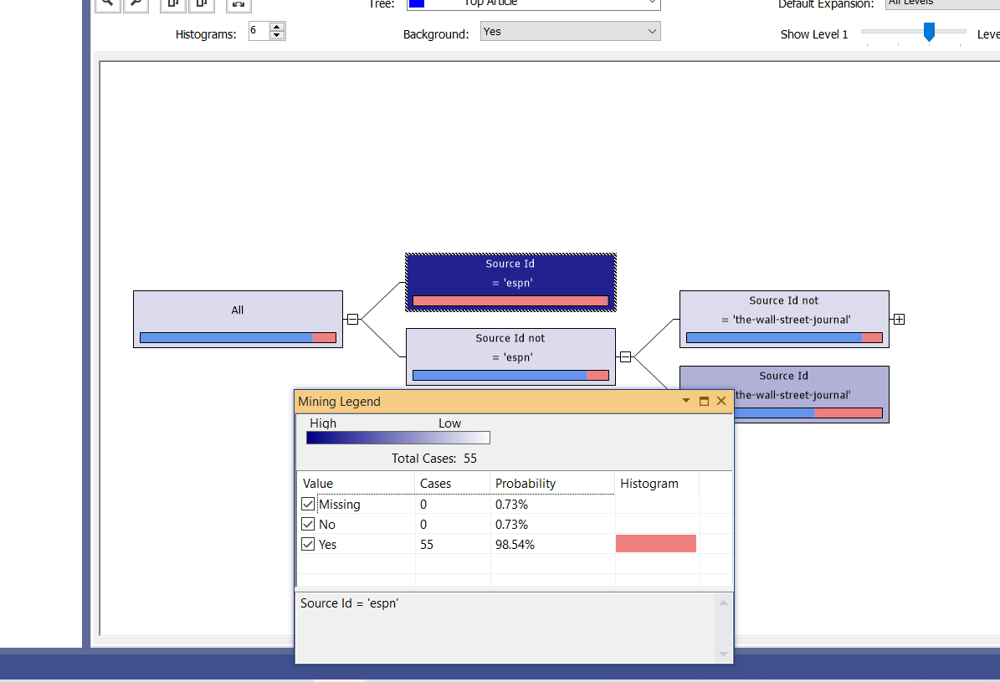 Tree: Top Article Default Expansion: All Levels
Histograms: 6 Background: Yes Show Level 1
Source Id
= 'espn'
All
Source Id not
= 'the-wall-street-journal'
Source Id not
= 'espn'
Source Id
'the-wall-street-journal'
Mining Legend
High Low
Total Cases: 55
Value Cases Probability Histogram
Missing 0 0.73%
No 0 0.73%
Yes 55 98.54%
Source Id = 'espn'